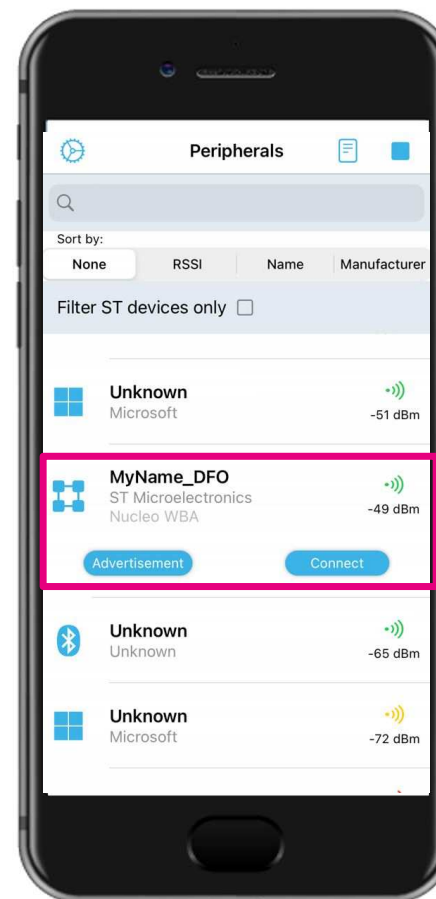 Peripherals
Sort by:
None RSSI Name Manufacturer
Filter ST devices only
Unknown
Microsoft
-51 dBm
MyName_DFO
ST Microelectronics
Nucleo WBA
-49 dBm
Advertisement Connect
Unknown
Unknown
-65 dBm
Unknown
Microsoft
-72 dBm